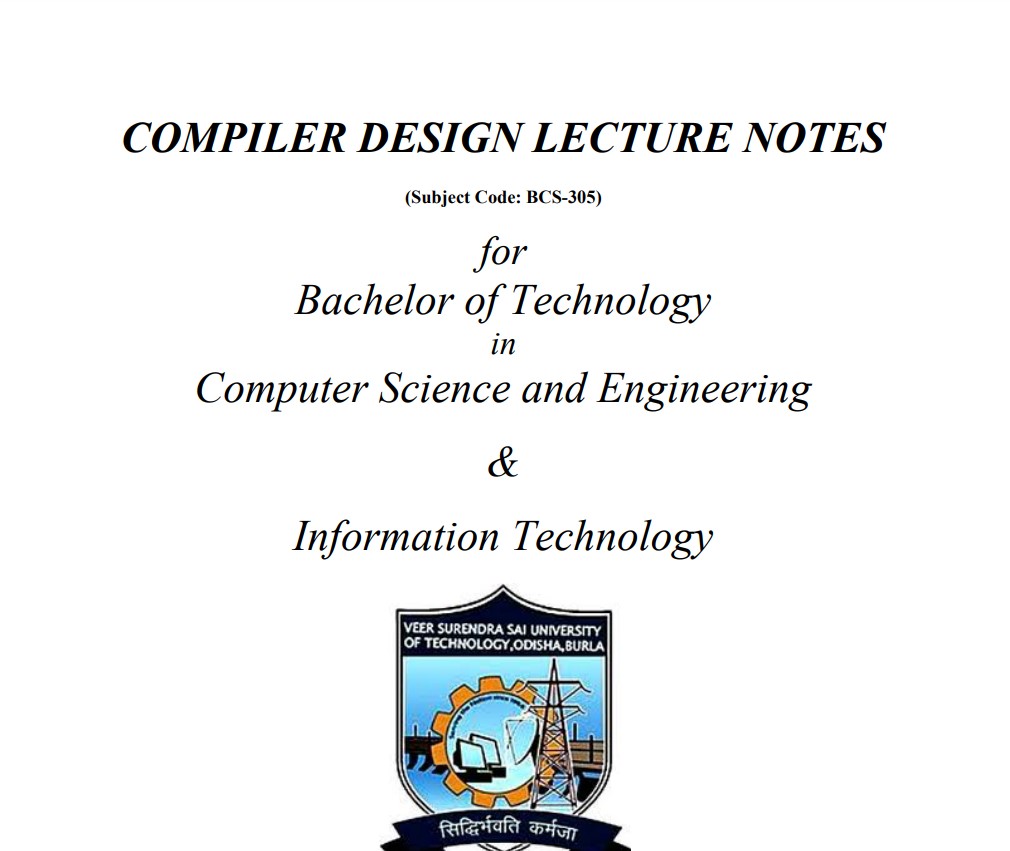 COMPILER DESIGN LECTURE NOTES
(Subject Code: BCS-305)
for
Bachelor of Technology
in
Computer Science and Engineering
&
Information Technology
VEER SURENDRA SAI UNIVERSITY
OF TECHNOLOGY,ODISHA,BURLA
सिद्धिर्भवति कर्मजा